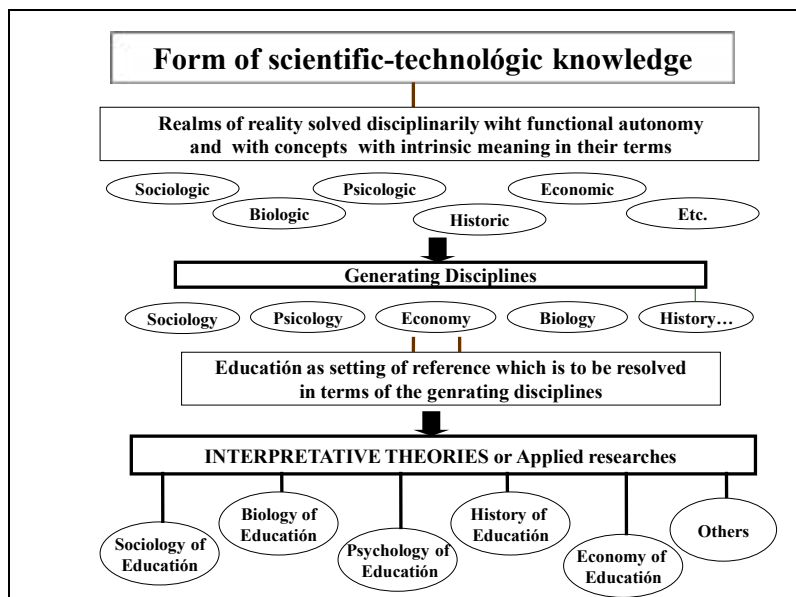 Form of scientific-technológic knowledge
Realms of reality solved disciplinarily wiht functional autonomy
and with concepts with intrinsic meaning in their terms
Sociologic
Psicologic
Economic
Biologic
Historic
Etc.
Generating Disciplines
Sociology
Psicology
Economy
Biology
History…
Educatión as setting of reference which is to be resolved
in terms of the genrating disciplines
INTERPRETATIVE THEORIES or Applied researches
Sociology of
Educatión
Biology of
Educatión
Psychology of
Educatión
History of
Educatión
Economy of
Educatión
Others